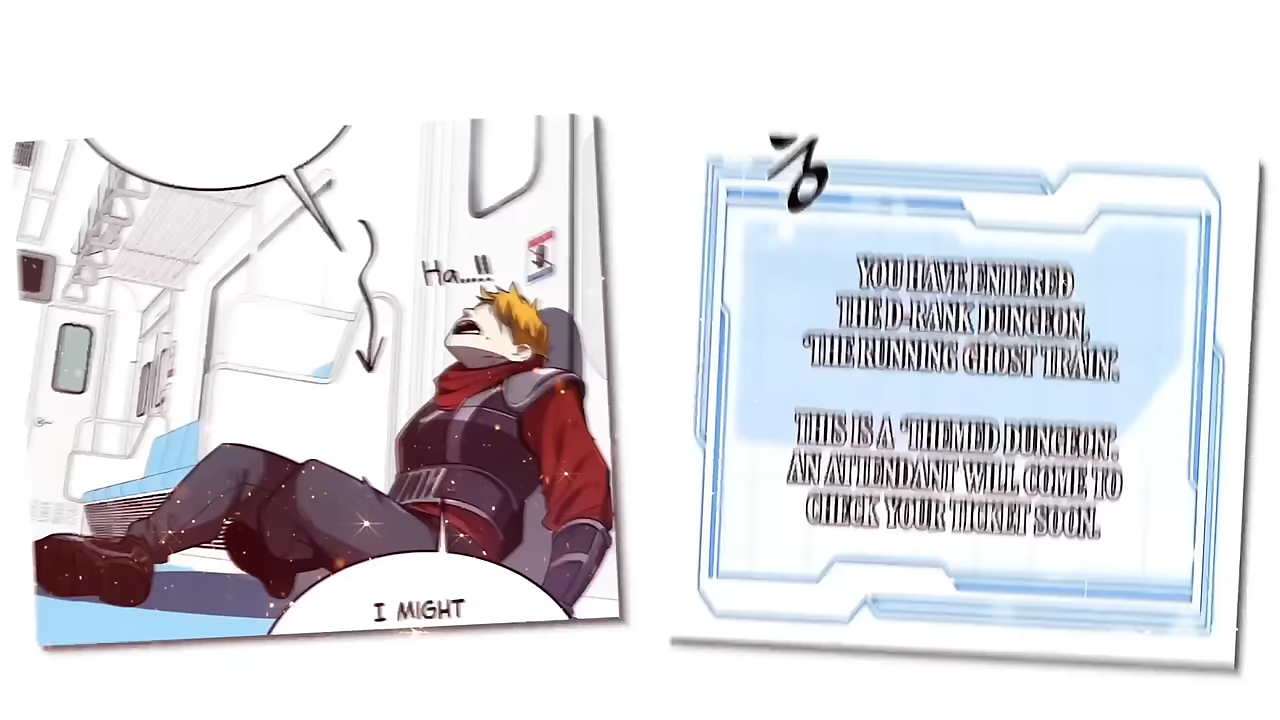 Ha...!!
I MIGHT
YOU HAVE ENTERED
THE D-RANK DUNGEON,
'THE RUNNING GHOST TRAIN'.
THIS IS A 'THEMED DUNGEON'.
AN ATTENDANT WILL COME TO
CHECK YOUR TICKET SOON.